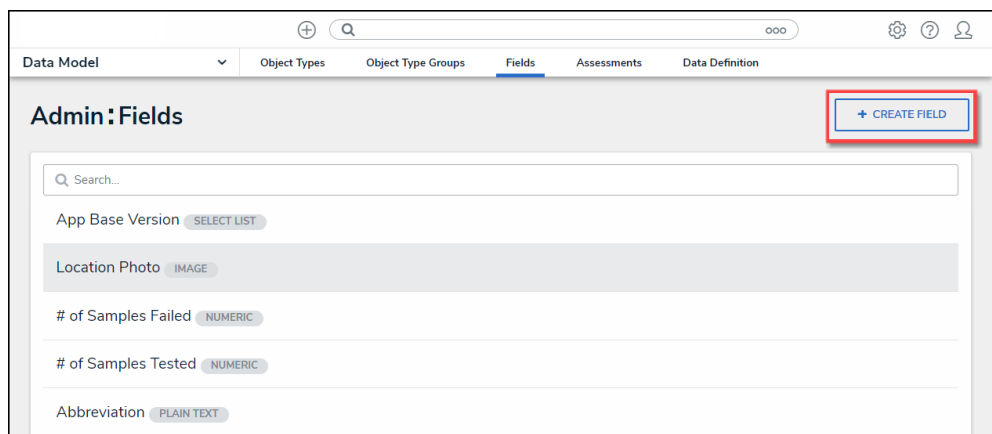 Data Model Object Types Object Type Groups Fields Assessments Data Definition
Admin:Fields + CREATE FIELD
Search...
App Base Version SELECT LIST
Location Photo IMAGE
# of Samples Failed NUMERIC
# of Samples Tested NUMERIC
Abbreviation PLAIN TEXT